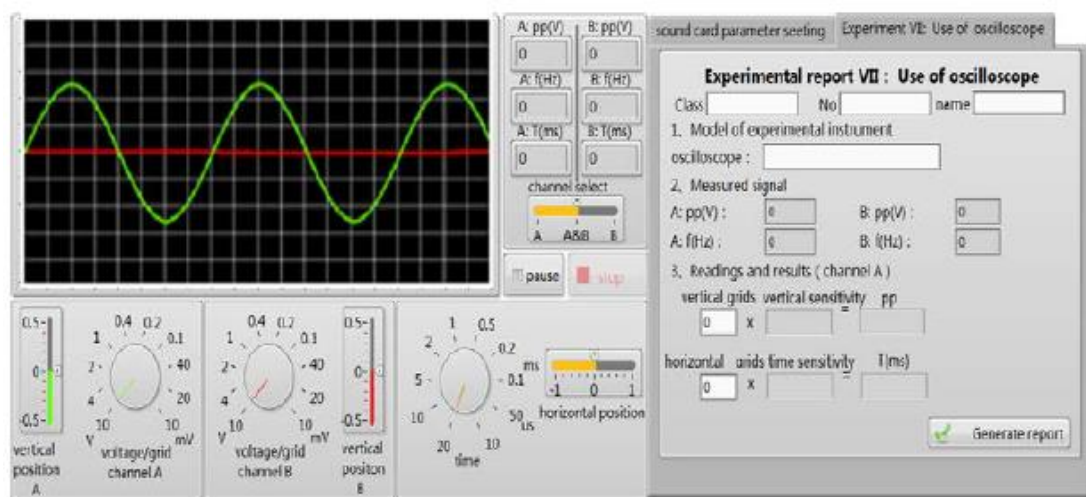 A: pp(V) B: pp(V)
0 0
A: f(Hz) B: f(Hz)
0 0
A: T(ms) B: T(ms)
0 0
channel select
A A&B B
pause stop
sound card parameter seeting Experiment VII: Use of oscilloscope
Experimental report VII : Use of oscilloscope
Class No name
1. Model of experimental instrument
oscilloscope :
2. Measured signal
A: pp(V) : 0 B: pp(V) : 0
A: f(Hz) : 0 B: f(Hz) : 0
3. Readings and results ( channel A )
vertical grids vertical sensitivity pp
0 x =
horizontal grids time sensitivity T(ms)
0 x =
Generate report
0.5
0
-0.5
vertical
position
A
0.4 0.2
1 0.1
2 40
4 20
10 10
V mV
voltage/grid
channel A
0.4 0.2
1 0.1
2 40
4 20
10 10
V mV
voltage/grid
channel B
0.5
0
-0.5
vertical
positon
B
1 0.5
2 0.2
ms
5 0.1
10 50
us
20 10
time
-1 0 1
horizontal position